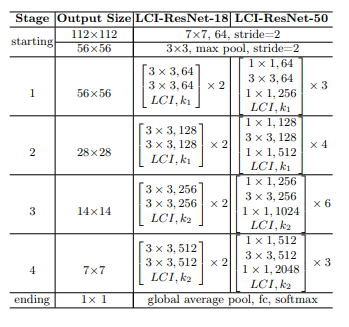 Stage Output Size LCI-ResNet-18 LCI-ResNet-50
starting 112×112 7×7, 64, stride=2
56×56 3×3, max pool, stride=2
1 56×56 [3 × 3, 64 3 × 3, 64 LCI, k₁] × 2 [1 × 1, 64 3 × 3, 64 1 × 1, 256 LCI, k₁] × 3
2 28×28 [3 × 3, 128 3 × 3, 128 LCI, k₁] × 2 [1 × 1, 128 3 × 3, 128 1 × 1, 512 LCI, k₁] × 4
3 14×14 [3 × 3, 256 3 × 3, 256 LCI, k₂] × 2 [1 × 1, 256 3 × 3, 256 1 × 1, 1024 LCI, k₂] × 6
4 7×7 [3 × 3, 512 3 × 3, 512 LCI, k₂] × 2 [1 × 1, 512 3 × 3, 512 1 × 1, 2048 LCI, k₂] × 3
ending 1× 1 global average pool, fc, softmax